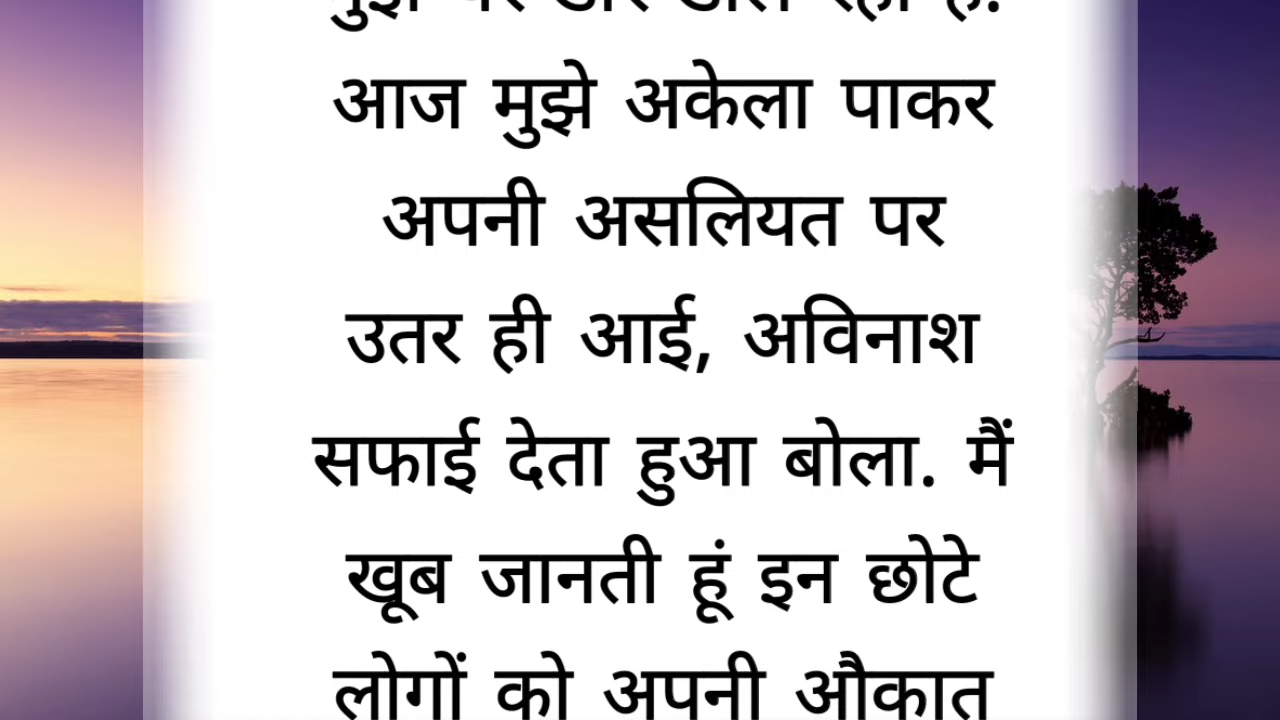 आज मुझे अकेला पाकर
अपनी असलियत पर
उतर ही आई, अविनाश
सफाई देता हुआ बोला. मैं
खूब जानती हूं इन छोटे
लोगों को अपनी औकात